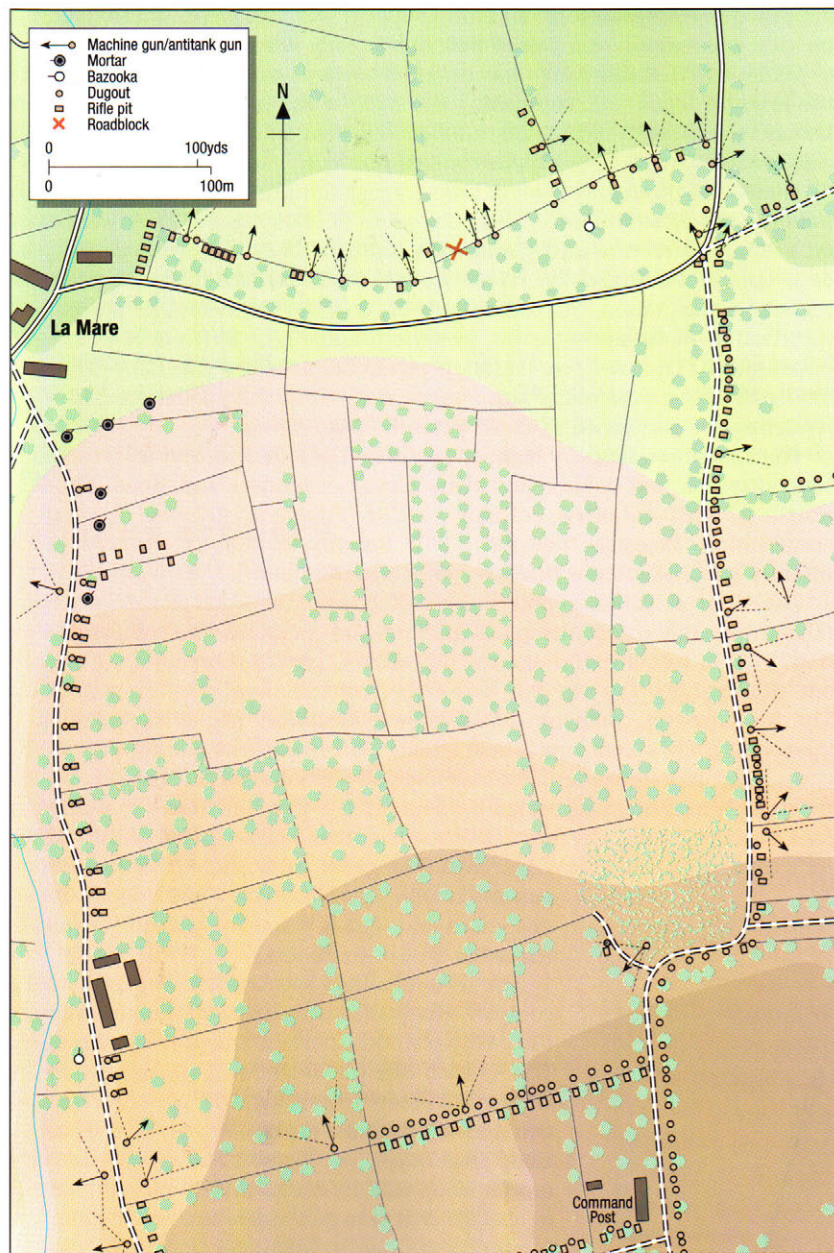 Machine gun/antitank gun
Mortar
Bazooka
Dugout
Rifle pit
Roadblock
0 100yds
0 100m
N
La Mare
Command
Post